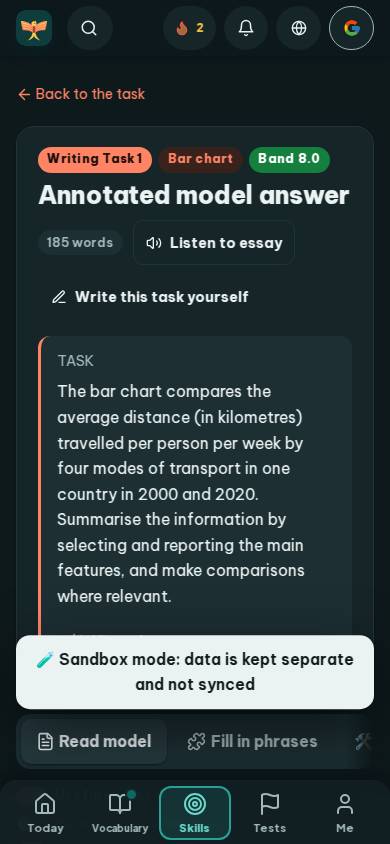 2
← Back to the task
Writing Task 1 Bar chart Band 8.0
Annotated model answer
185 words Listen to essay
Write this task yourself
TASK
The bar chart compares the
average distance (in kilometres)
travelled per person per week by
four modes of transport in one
country in 2000 and 2020.
Summarise the information by
selecting and reporting the main
features, and make comparisons
where relevant.
🧪 Sandbox mode: data is kept separate
and not synced
Read model Fill in phrases
Today Vocabulary Skills Tests Me